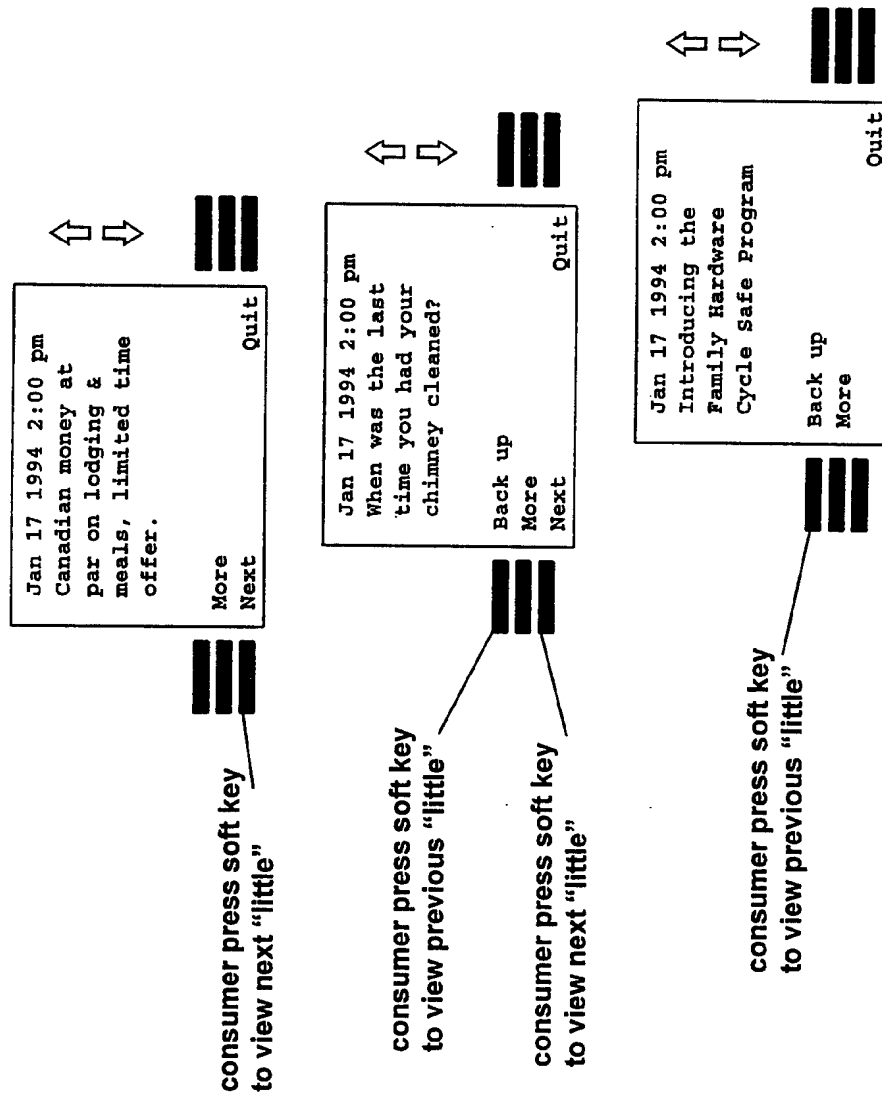 Jan 17 1994 2:00 pm
Canadian money at
par on lodging &
meals, limited time
offer.
More
Next Quit
consumer press soft key
to view next "little"
Jan 17 1994 2:00 pm
When was the last
time you had your
chimney cleaned?
Back up
More
Next Quit
consumer press soft key
to view previous "little"
consumer press soft key
to view next "little"
Jan 17 1994 2:00 pm
Introducing the
Family Hardware
Cycle Safe Program
Back up
More
Quit
consumer press soft key
to view previous "little"